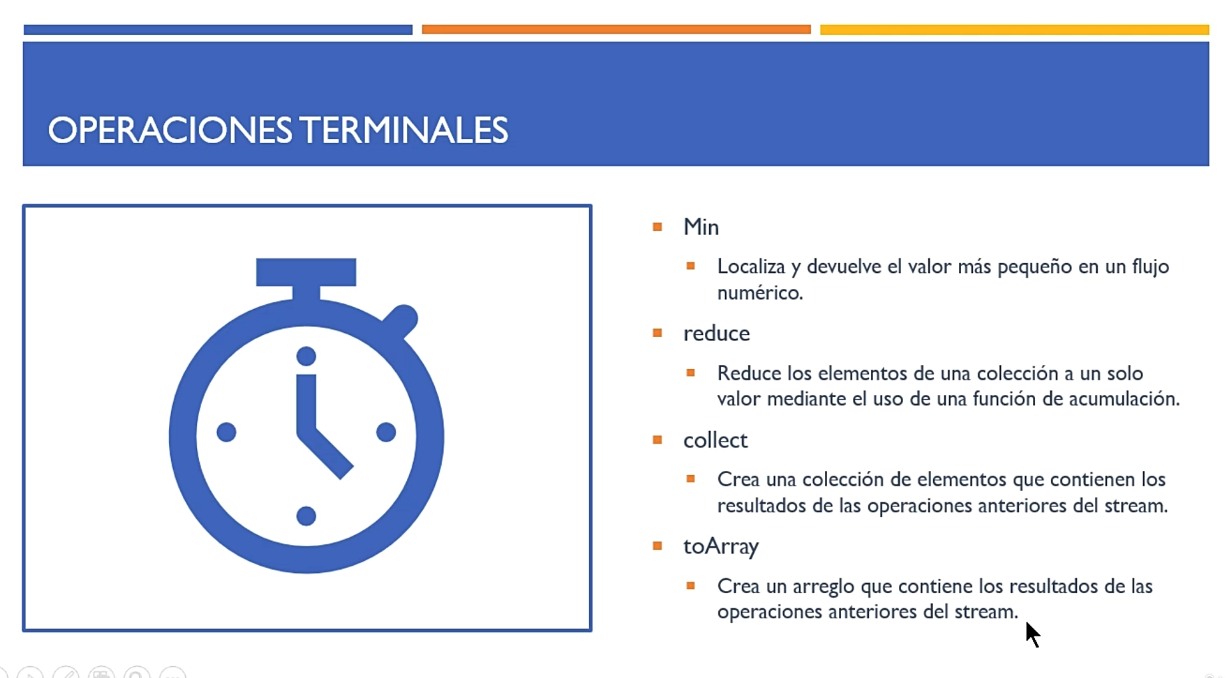 OPERACIONES TERMINALES
Min
Localiza y devuelve el valor más pequeño en un flujo
numérico.
reduce
Reduce los elementos de una colección a un solo
valor mediante el uso de una función de acumulación.
collect
Crea una colección de elementos que contienen los
resultados de las operaciones anteriores del stream.
toArray
Crea un arreglo que contiene los resultados de las
operaciones anteriores del stream.